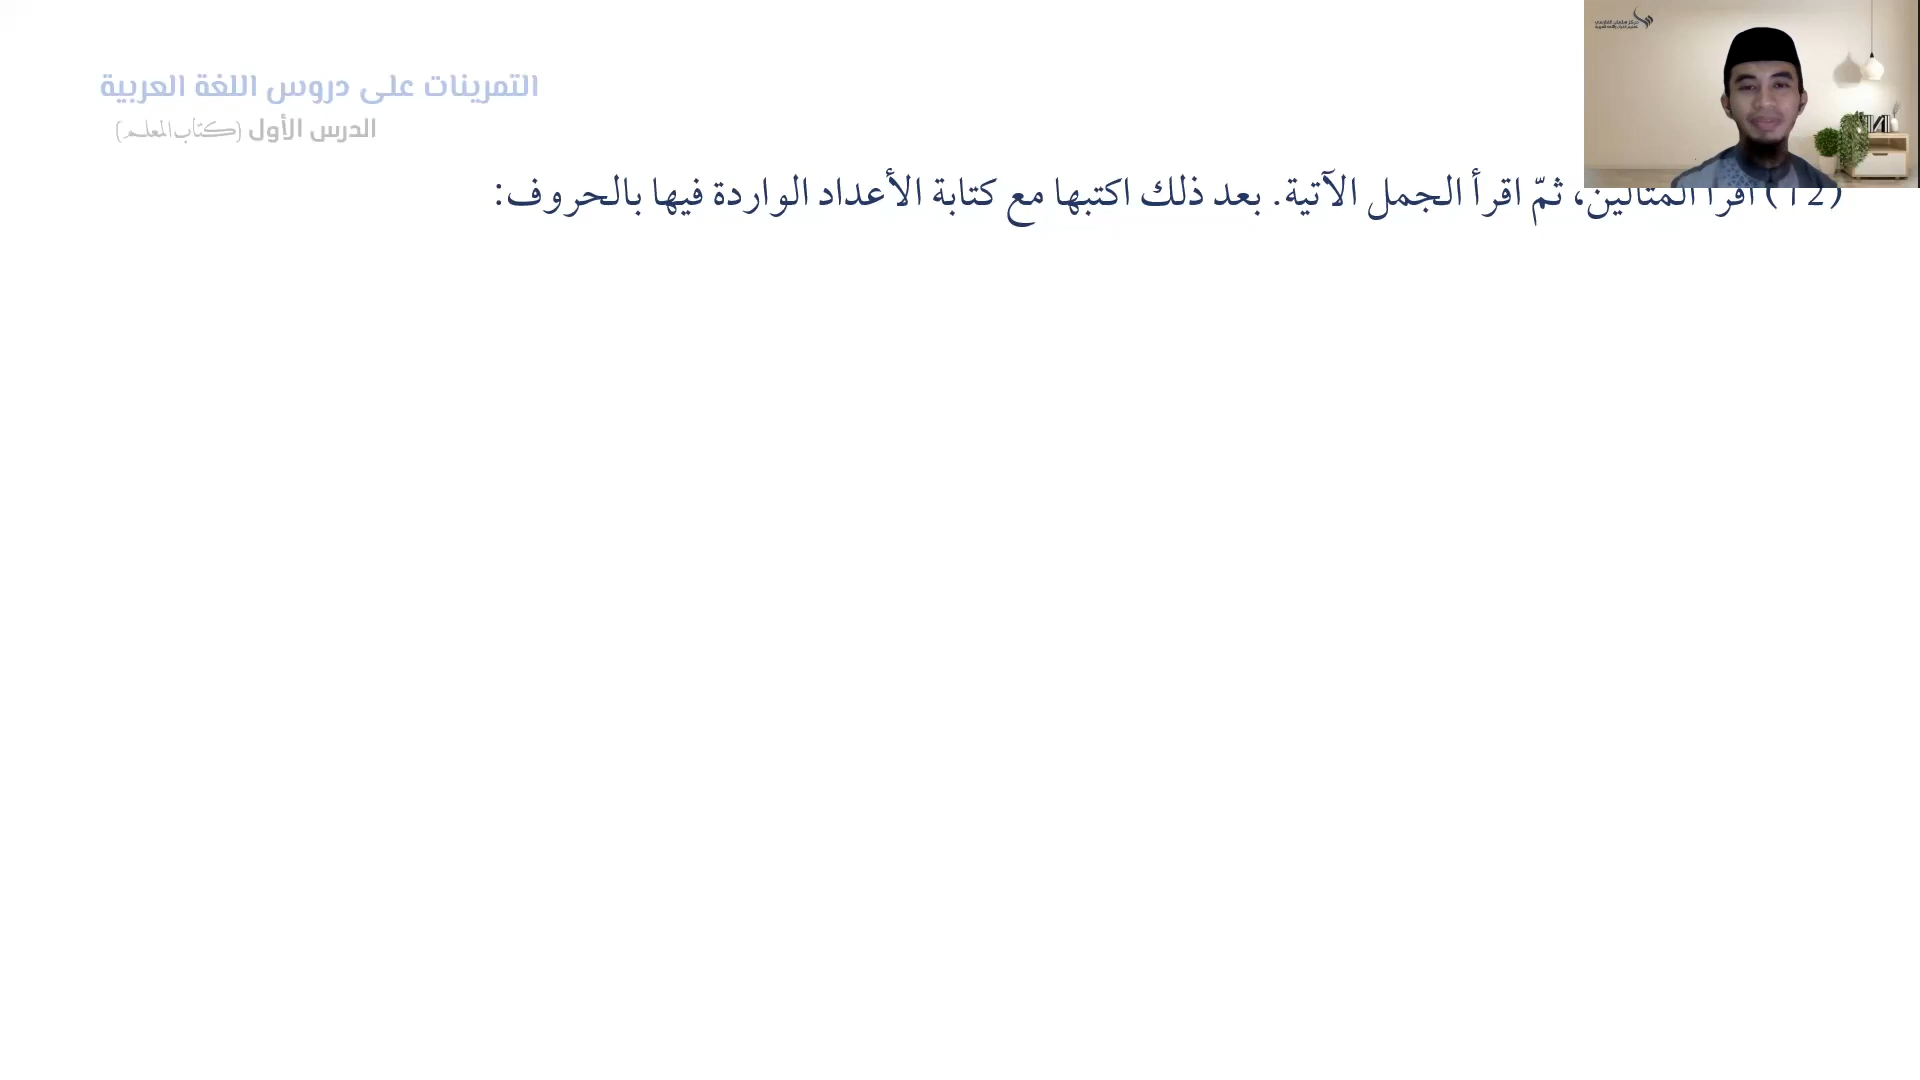 التمرينات على دروس اللغة العربية
الدرس الأول (كتاب المعلم)
(12) اقرأ المثالين، ثمّ اقرأ الجمل الآتية. بعد ذلك اكتبها مع كتابة الأعداد الواردة فيها بالحروف: